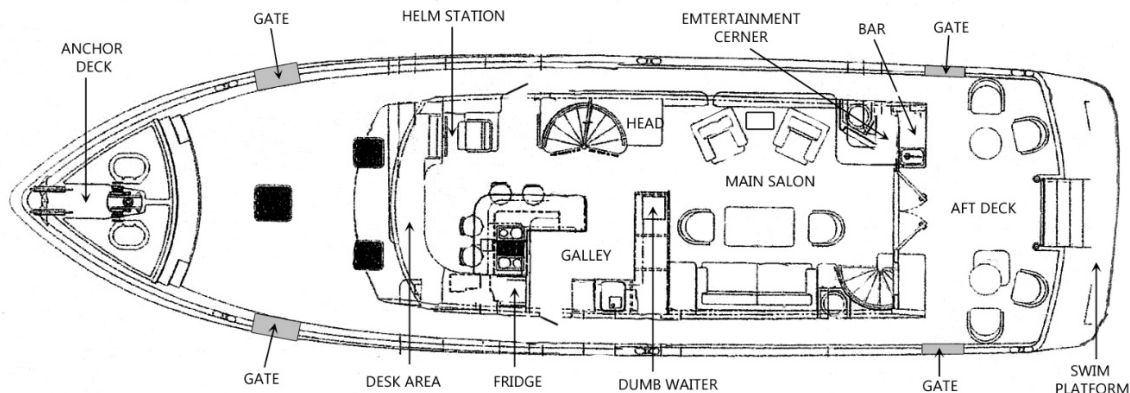 GATE
HELM STATION
EMTERTAINMENT
CERNER
BAR
GATE
ANCHOR
DECK
HEAD
MAIN SALON
AFT DECK
GALLEY
GATE
DESK AREA
FRIDGE
DUMB WAITER
GATE
SWIM
PLATFORM